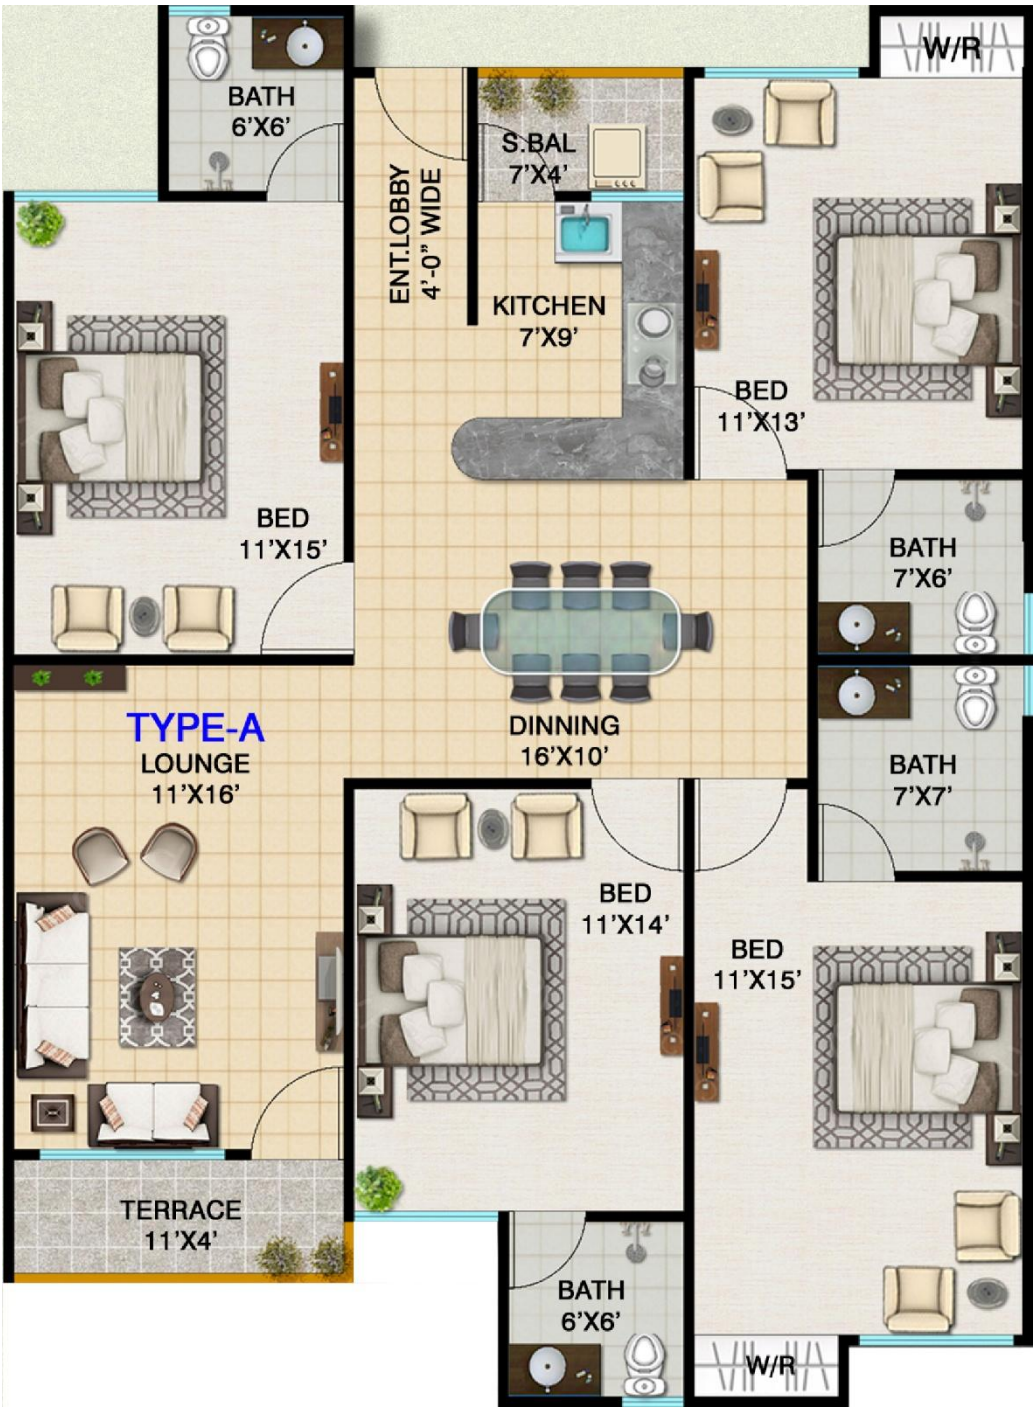 W/R
BATH
6'X6'
S.BAL
7'X4'
ENT.LOBBY
4'-0" WIDE
KITCHEN
7'X9'
BED
11'X13'
BED
11'X15'
BATH
7'X6'
TYPE-A
LOUNGE
11'X16'
DINNING
16'X10'
BATH
7'X7'
BED
11'X14'
BED
11'X15'
TERRACE
11'X4'
BATH
6'X6'
W/R